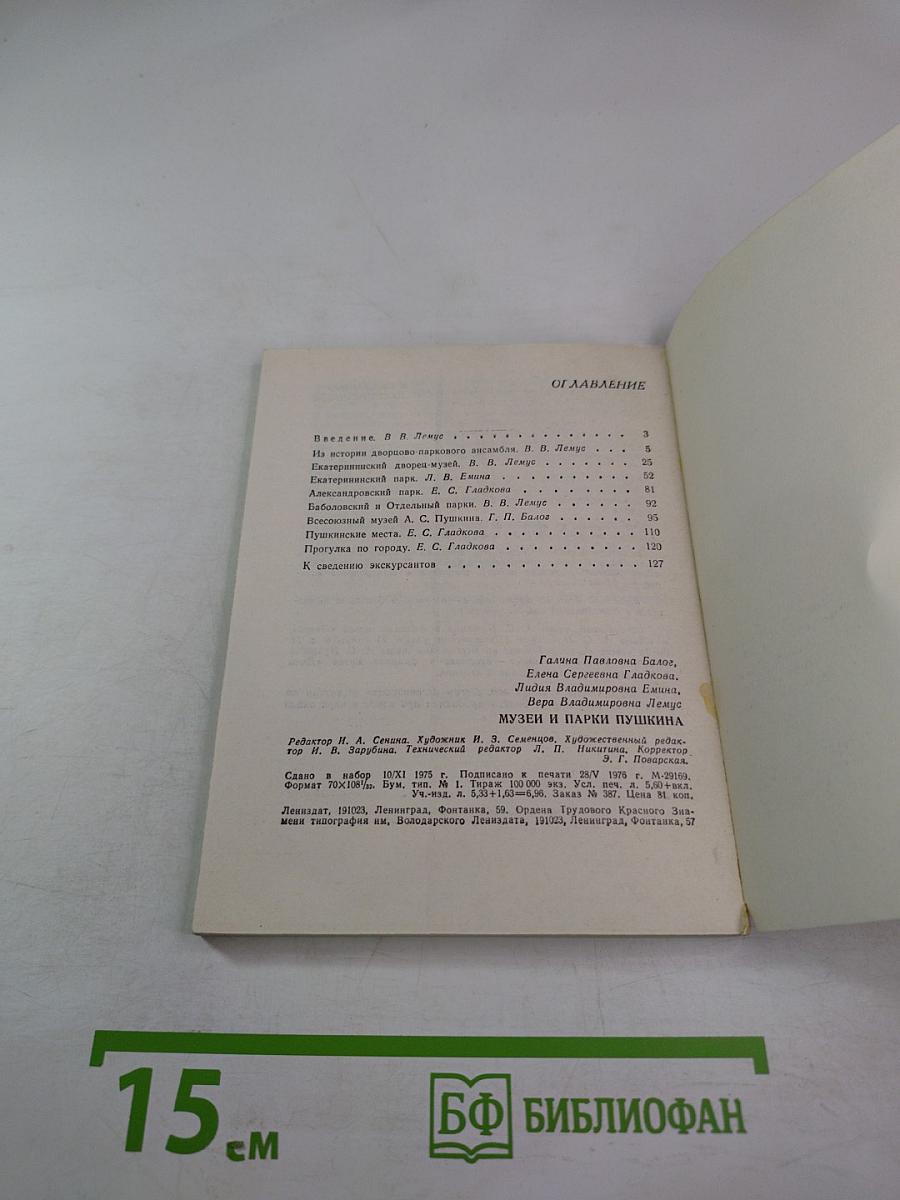 ОГЛАВЛЕНИЕ
Введение. В В. Лемус . . . . . . . . . . . . . . 3
Из истории дворцово-паркового ансамбля. В. В. Лемус . . . 5
Екатерининский дворец-музей. В. В. Лемус . . . . . . . 25
Екатерининский парк. Л. В. Емина . . . . . . . . . . 52
Александровский парк. Е. С. Гладкова . . . . . . . . 81
Баболовский и Отдельный парки. В. В. Лемус . . . . . . 92
Всесоюзный музей А. С. Пушкина. Г. П. Балог . . . . . . 95
Пушкинские места. Е. С. Гладкова . . . . . . . . . . . 110
Прогулка по городу. Е. С. Гладкова . . . . . . . . . . 120
К сведению экскурсантов . . . . . . . . . . . . . . 127
Галина Павловна Балог,
Елена Сергеевна Гладкова,
Лидия Владимировна Емина,
Вера Владимировна Лемус
МУЗЕИ И ПАРКИ ПУШКИНА
Редактор И. А. Сенина. Художник И. З. Семенцов. Художественный редак-
тор И. В. Зарубина. Технический редактор Л. П. Никитина. Корректор
Э. Г. Поварская.
Сдано в набор 10/XI 1975 г. Подписано к печати 28/V 1976 г. М-29169.
Формат 70×108¹/₃₂. Бум. тип. № 1. Тираж 100 000 экз. Усл. печ. л. 5,60+вкл.
Уч.-изд. л. 5,33+1,63=6,96. Заказ № 387. Цена 81 коп.
Лениздат, 191023, Ленинград, Фонтанка, 59. Ордена Трудового Красного Зна-
мени типография им. Володарского Лениздата, 191023, Ленинград, Фонтанка, 57
15 см
БФ БИБЛИОФАН